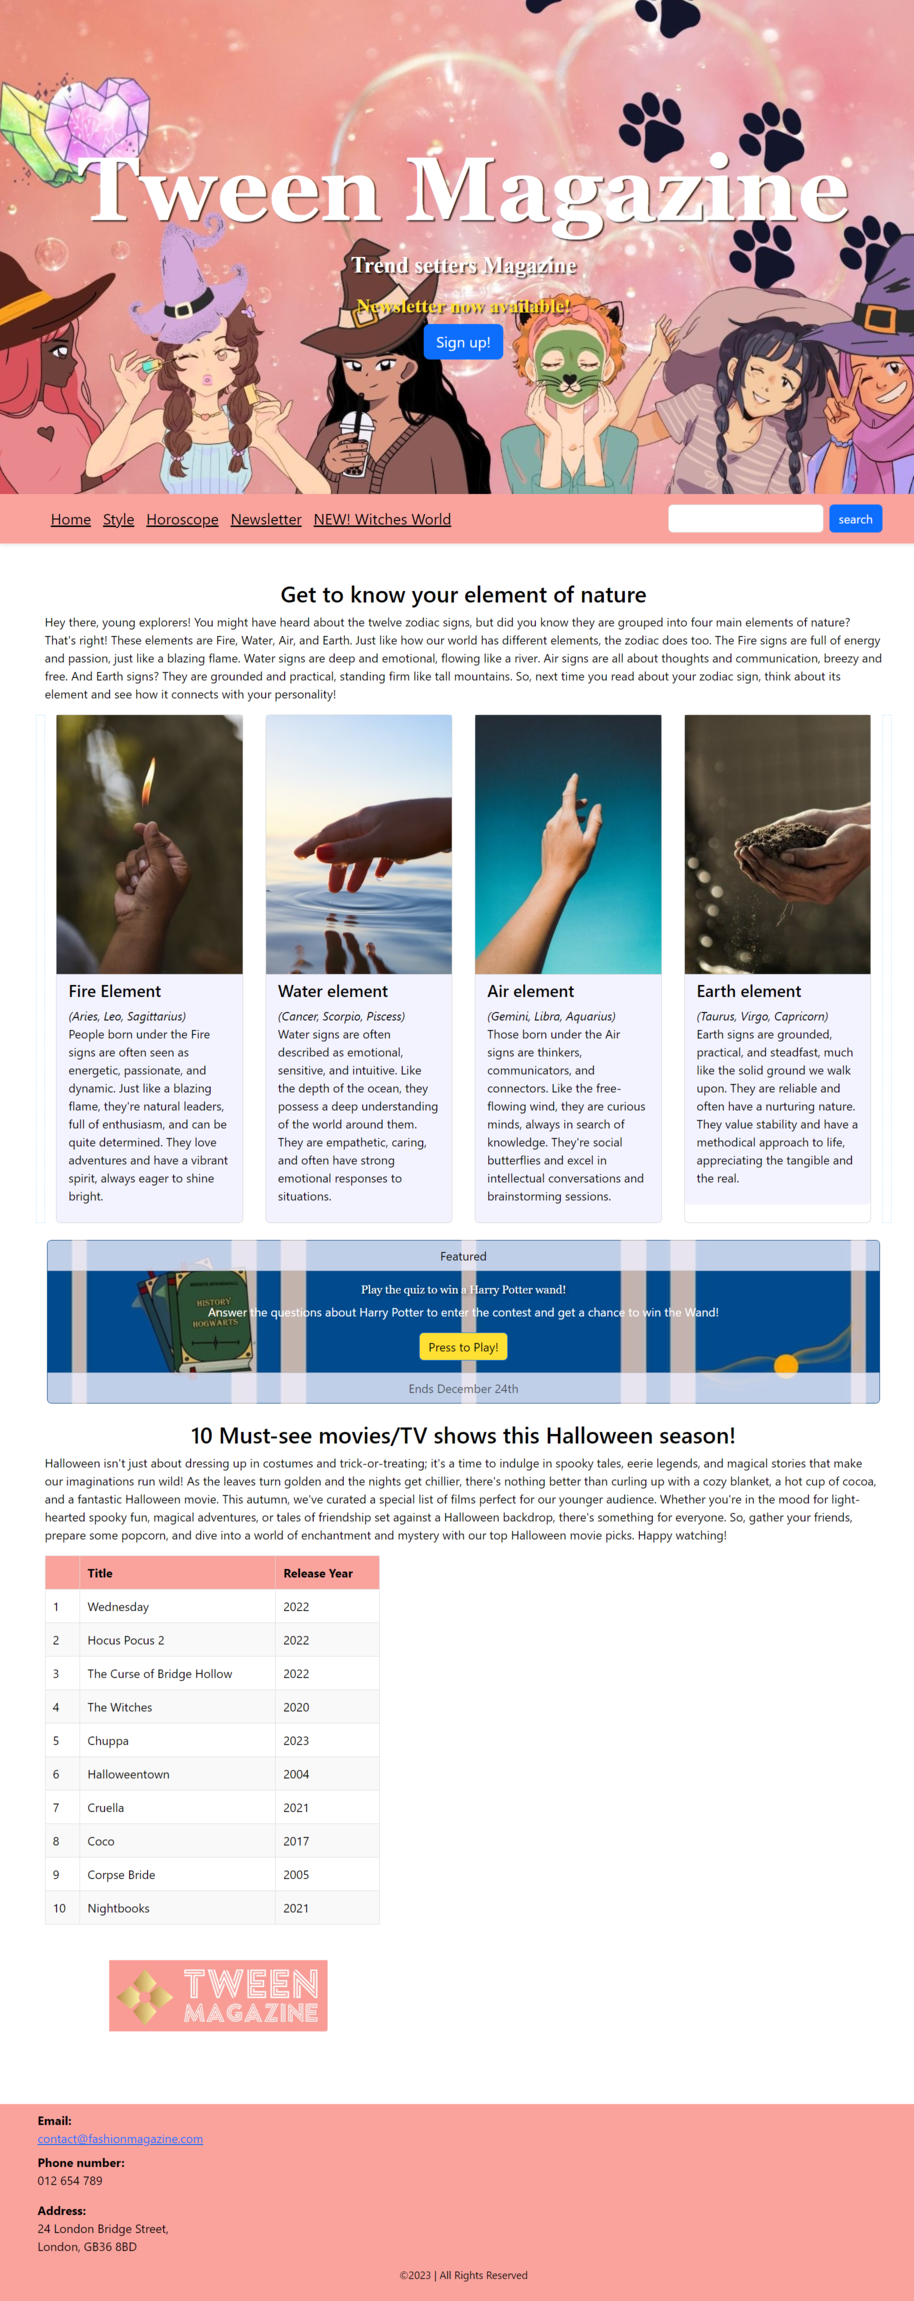 Tween Magazine
Trend setters Magazine
Newsletter now available!
Sign up!
Home Style Horoscope Newsletter NEW! Witches World
search
Get to know your element of nature
Hey there, young explorers! You might have heard about the twelve zodiac signs, but did you know they are grouped into four main elements of nature?
That's right! These elements are Fire, Water, Air, and Earth. Just like how our world has different elements, the zodiac does too. The Fire signs are full of energy
and passion, just like a blazing flame. Water signs are deep and emotional, flowing like a river. Air signs are all about thoughts and communication, breezy and
free. And Earth signs? They are grounded and practical, standing firm like tall mountains. So, next time you read about your zodiac sign, think about its
element and see how it connects with your personality!
Fire Element
(Aries, Leo, Sagittarius)
People born under the Fire
signs are often seen as
energetic, passionate, and
dynamic. Just like a blazing
flame, they're natural leaders,
full of enthusiasm, and can be
quite determined. They love
adventures and have a vibrant
spirit, always eager to shine
bright.
Water element
(Cancer, Scorpio, Piscess)
Water signs are often
described as emotional,
sensitive, and intuitive. Like
the depth of the ocean, they
possess a deep understanding
of the world around them.
They are empathetic, caring,
and often have strong
emotional responses to
situations.
Air element
(Gemini, Libra, Aquarius)
Those born under the Air
signs are thinkers,
communicators, and
connectors. Like the free-
flowing wind, they are curious
minds, always in search of
knowledge. They're social
butterflies and excel in
intellectual conversations and
brainstorming sessions.
Earth element
(Taurus, Virgo, Capricorn)
Earth signs are grounded,
practical, and steadfast, much
like the solid ground we walk
upon. They are reliable and
often have a nurturing nature.
They value stability and have a
methodical approach to life,
appreciating the tangible and
the real.
Featured
Play the quiz to win a Harry Potter wand!
HISTORY
HOGWARTS
Answer the questions about Harry Potter to enter the contest and get a chance to win the Wand!
Press to Play!
Ends December 24th
10 Must-see movies/TV shows this Halloween season!
Halloween isn't just about dressing up in costumes and trick-or-treating; it's a time to indulge in spooky tales, eerie legends, and magical stories that make
our imaginations run wild! As the leaves turn golden and the nights get chillier, there's nothing better than curling up with a cozy blanket, a hot cup of cocoa,
and a fantastic Halloween movie. This autumn, we've curated a special list of films perfect for our younger audience. Whether you're in the mood for light-
hearted spooky fun, magical adventures, or tales of friendship set against a Halloween backdrop, there's something for everyone. So, gather your friends,
prepare some popcorn, and dive into a world of enchantment and mystery with our top Halloween movie picks. Happy watching!
Title Release Year
1 Wednesday 2022
2 Hocus Pocus 2 2022
3 The Curse of Bridge Hollow 2022
4 The Witches 2020
5 Chuppa 2023
6 Halloweentown 2004
7 Cruella 2021
8 Coco 2017
9 Corpse Bride 2005
10 Nightbooks 2021
TWEEN
MAGAZINE
Email:
contact@fashionmagazine.com
Phone number:
012 654 789
Address:
24 London Bridge Street,
London, GB36 8BD
©2023 | All Rights Reserved